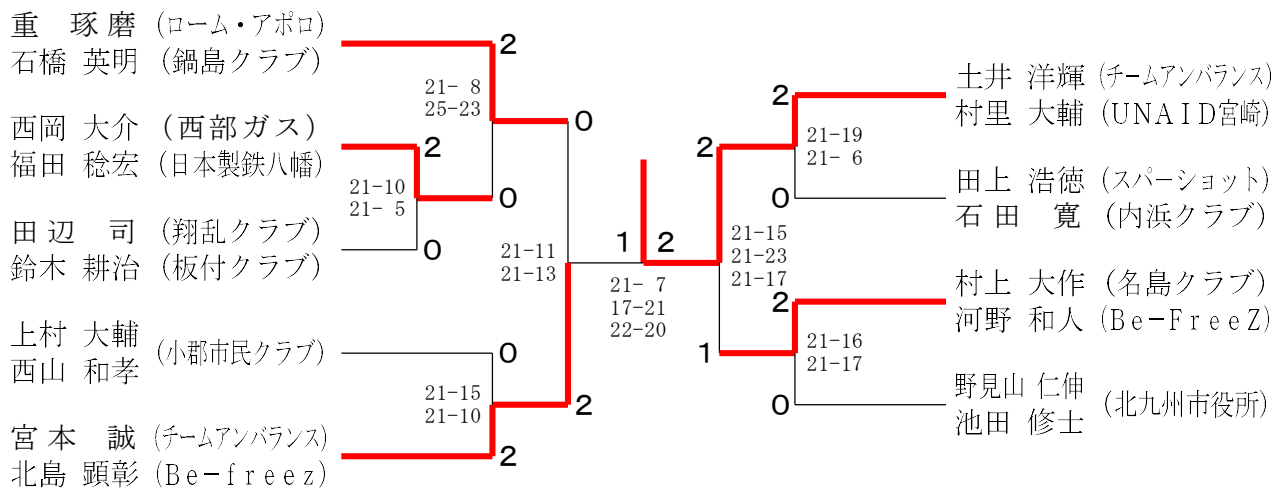 重　琢磨 (ローム・アポロ)
石橋 英明 (鍋島クラブ)
2
21- 8
25-23
0
西岡 大介 (西部ガス)
福田 稔宏 (日本製鉄八幡)
2
21-10
21- 5
0
田辺　司 (翔乱クラブ)
鈴木 耕治 (板付クラブ)
0
21-11
21-13
上村 大輔
西山 和孝
(小郡市民クラブ)
0
21-15
21-10
2
宮本　誠 (チームアンバランス)
北島 顕彰 (Be-freez)
2
1 2
21- 7
17-21
22-20
土井 洋輝 (チームアンバランス)
村里 大輔 (UNAID宮崎)
2
21-19
21- 6
2
田上 浩徳 (スパーショット)
石田　寛 (内浜クラブ)
0
21-15
21-23
21-17
村上 大作 (名島クラブ)
河野 和人 (Be-FreeZ)
2
21-16
21-17
1
野見山 仁伸
池田 修士
(北九州市役所)
0